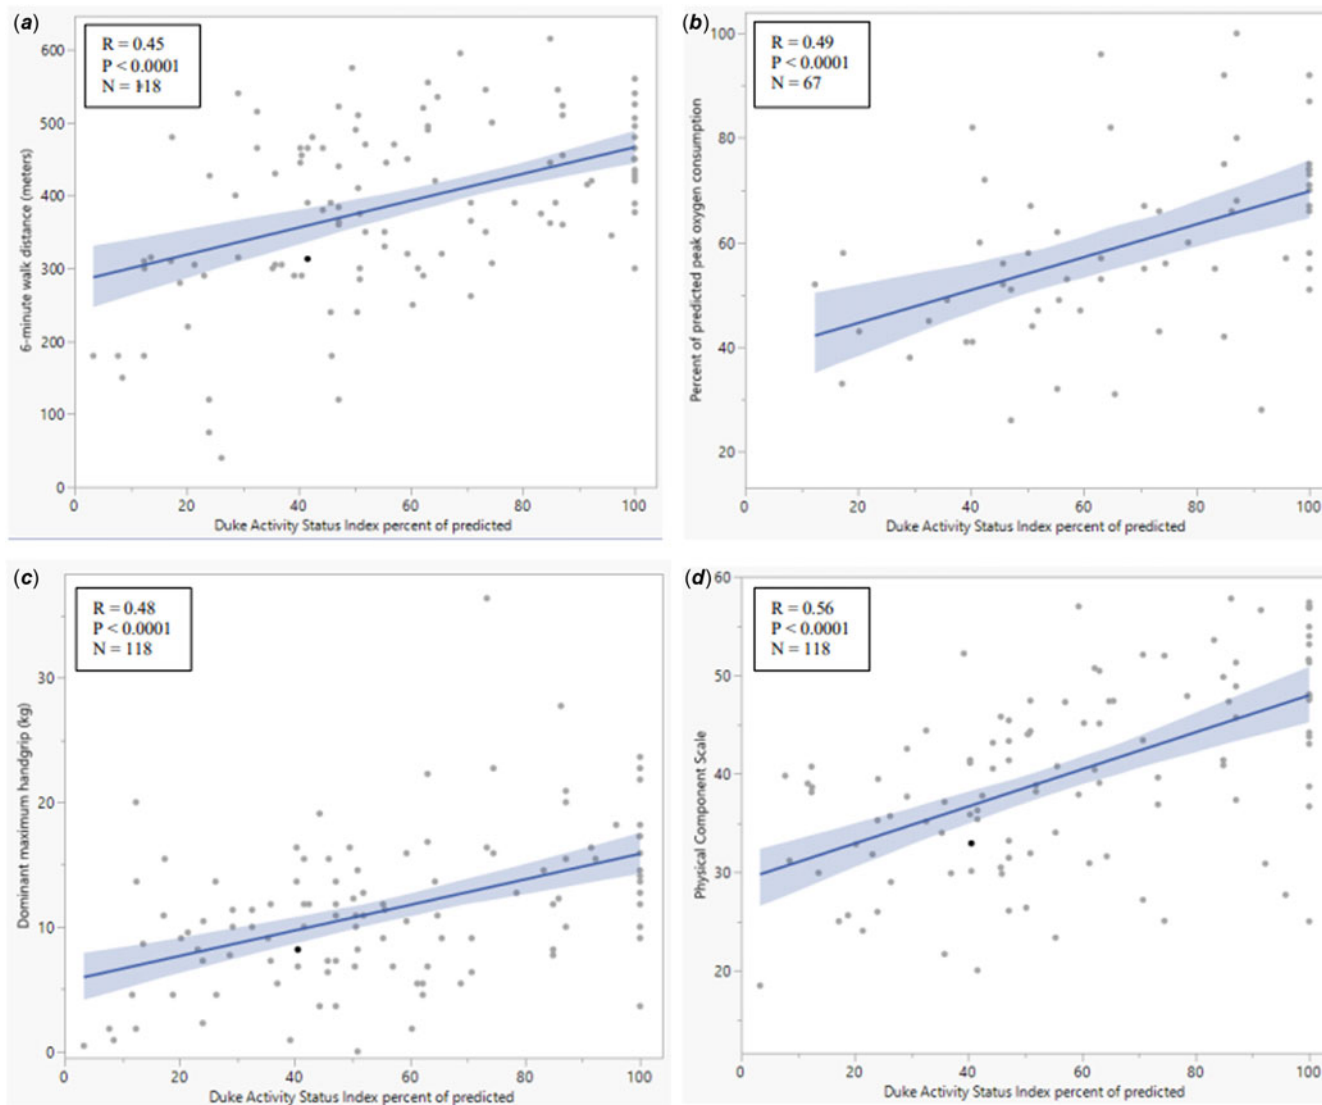 (a)
R = 0.45
P < 0.0001
N = 118
600
500
400
300
200
100
0
6-minute walk distance (meters)
0 20 40 60 80 100
Duke Activity Status Index percent of predicted
(b)
R = 0.49
P < 0.0001
N = 67
100
80
60
40
20
Percent of predicted peak oxygen consumption
20 40 60 80 100
Duke Activity Status Index percent of predicted
(c)
R = 0.48
P < 0.0001
N = 118
30
20
10
0
Dominant maximum handgrip (kg)
0 20 40 60 80 100
Duke Activity Status Index percent of predicted
(d)
R = 0.56
P < 0.0001
N = 118
60
50
40
30
20
Physical Component Scale
0 20 40 60 80 100
Duke Activity Status Index percent of predicted